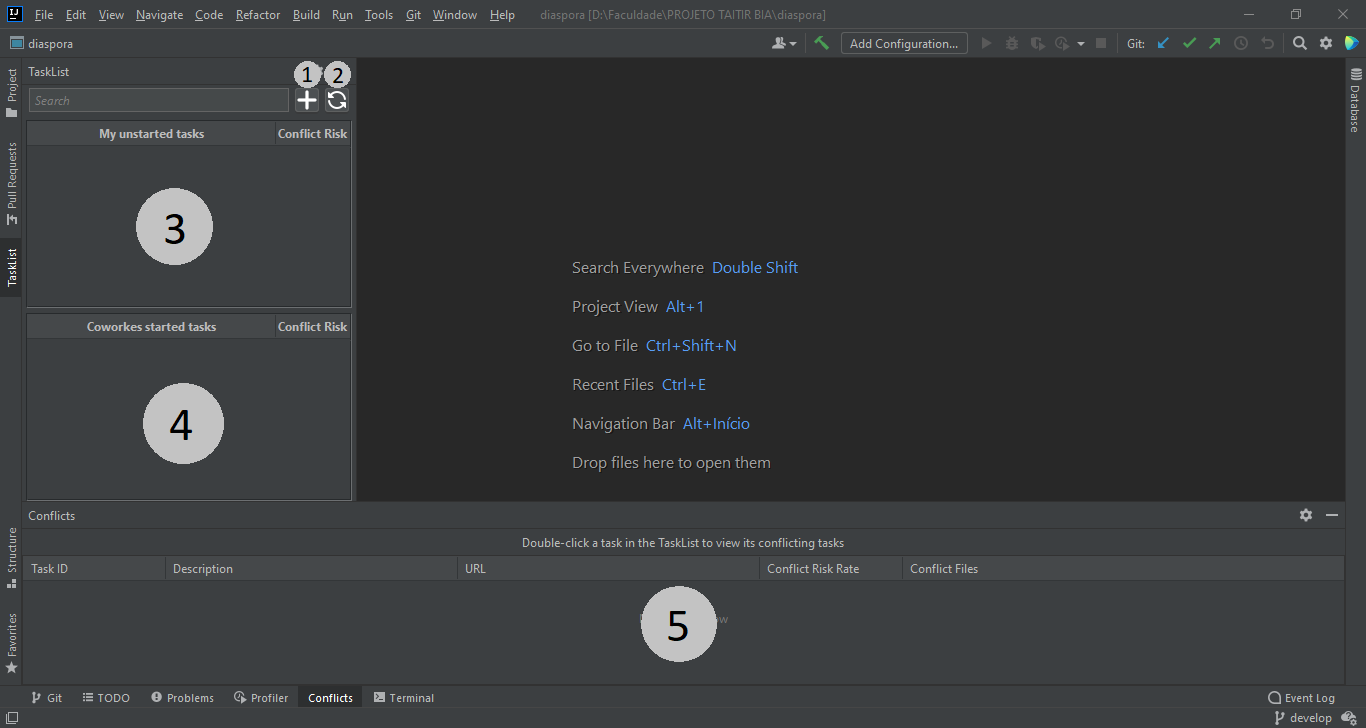 IJ File Edit View Navigate Code Refactor Build Run Tools Git Window Help diaspora [D:\Faculdade\PROJETO TAITIR BIA\diaspora]
diaspora Add Configuration... Git:
TaskList
1 2
Search
My unstarted tasks Conflict Risk
3
Coworkes started tasks Conflict Risk
4
Project
Pull Requests
TaskList
Structure
Favorites
Database
Search Everywhere Double Shift
Project View Alt+1
Go to File Ctrl+Shift+N
Recent Files Ctrl+E
Navigation Bar Alt+Início
Drop files here to open them
Conflicts
Double-click a task in the TaskList to view its conflicting tasks
Task ID Description URL Conflict Risk Rate Conflict Files
5
Git TODO Problems Profiler Conflicts Terminal Event Log
develop